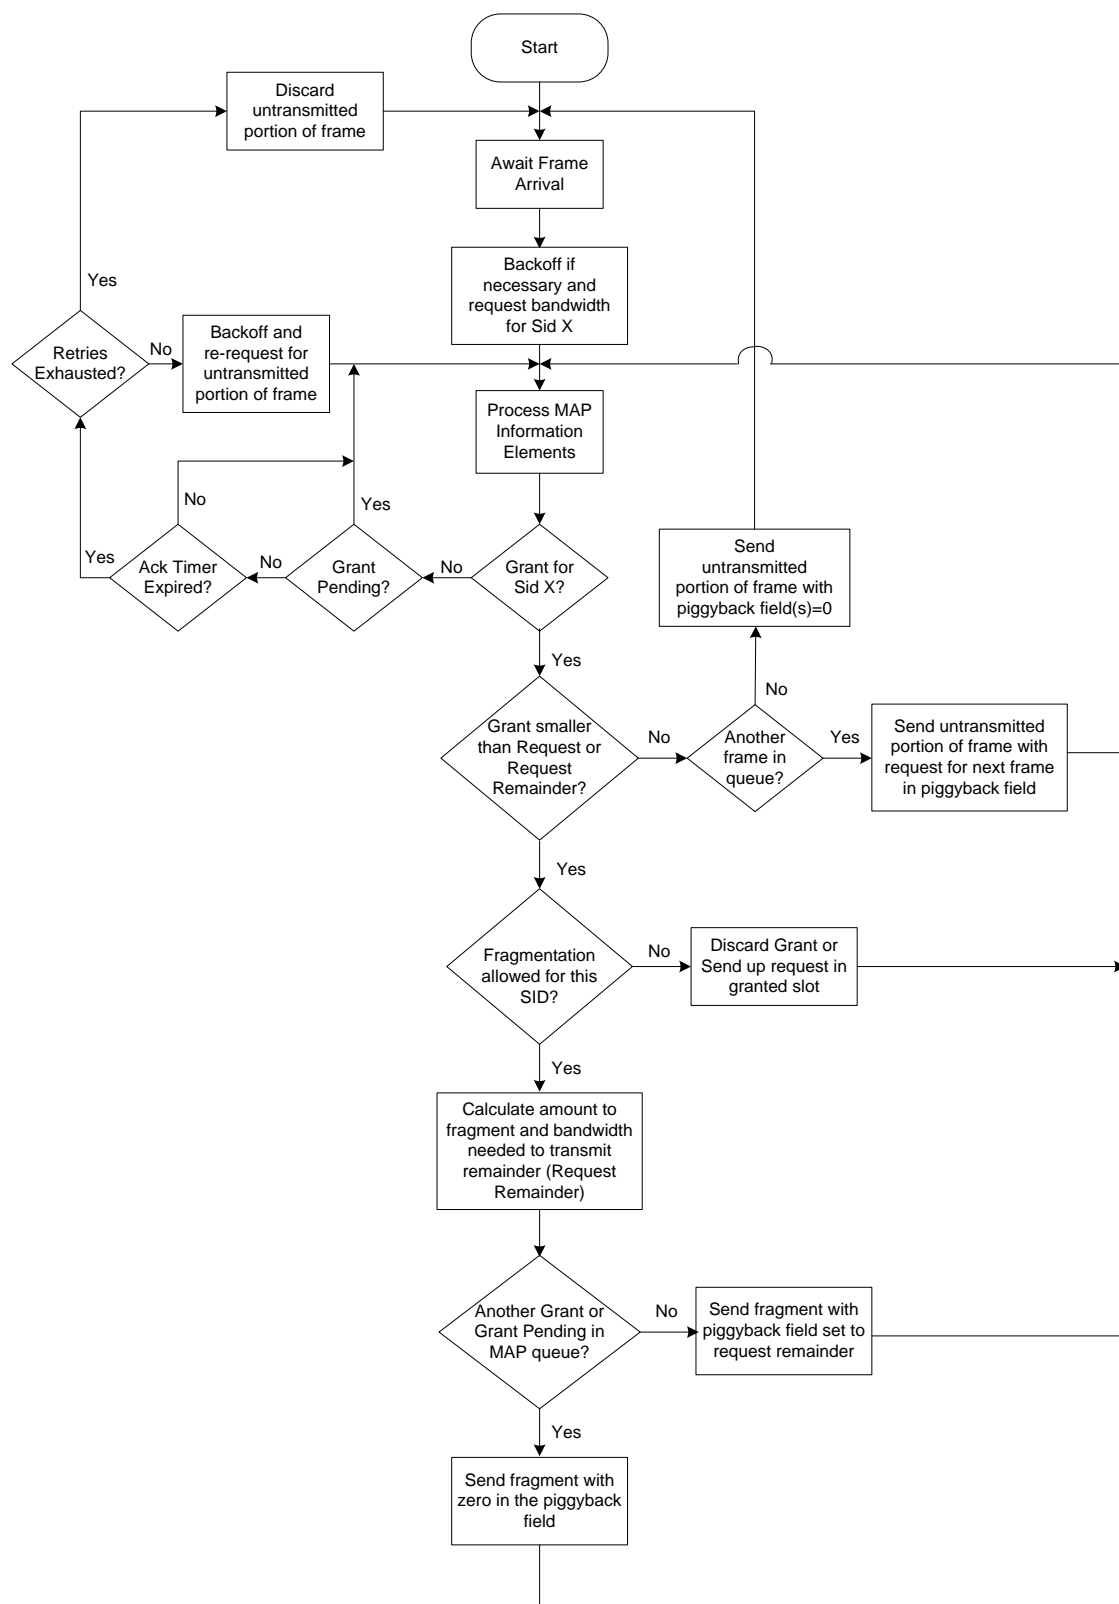 Start
Discard
untransmitted
portion of frame
Await Frame
Arrival
Yes
Backoff if
necessary and
request bandwidth
for Sid X
Retries
Exhausted?
No
Backoff and
re-request for
untransmitted
portion of frame
Process MAP
Information
Elements
No
Yes
Yes
Ack Timer
Expired?
No
Grant
Pending?
No
Grant for
Sid X?
Send
untransmitted
portion of frame with
piggyback field(s)=0
Yes
No
Grant smaller
than Request or
Request
Remainder?
No
Another
frame in
queue?
Yes
Send untransmitted
portion of frame with
request for next frame
in piggyback field
Yes
Fragmentation
allowed for this
SID?
No
Discard Grant or
Send up request in
granted slot
Yes
Calculate amount to
fragment and bandwidth
needed to transmit
remainder (Request
Remainder)
Another Grant or
Grant Pending in
MAP queue?
No
Send fragment with
piggyback field set to
request remainder
Yes
Send fragment with
zero in the piggyback
field